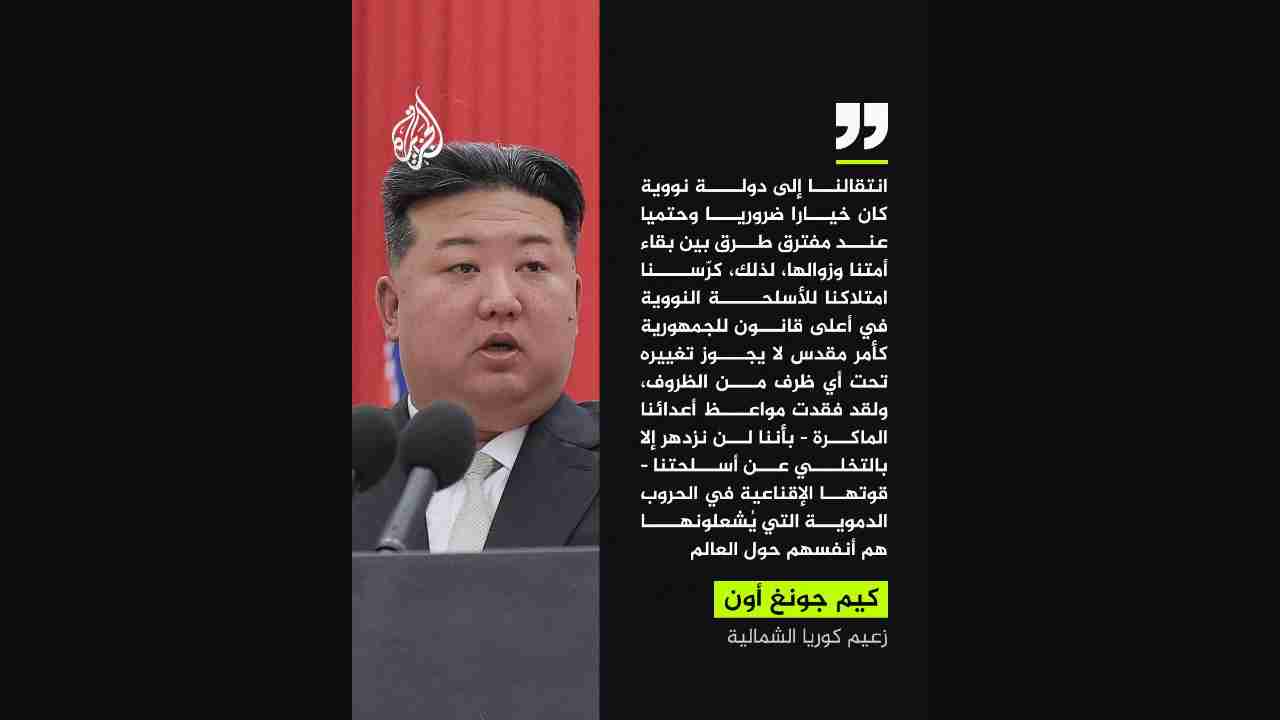 الجزيرة
انتقالنا إلى دولة نووية
كان خيارا ضروريا وحتميا
عند مفترق طرق بين بقاء
أمتنا وزوالها، لذلك، كرّسنا
امتلاكنا للأسلحة النووية
في أعلى قانون للجمهورية
كأمر مقدس لا يجوز تغييره
تحت أي ظرف من الظروف،
ولقد فقدت مواعظ أعدائنا
الماكرة - بأننا لن نزدهر إلا
بالتخلي عن أسلحتنا -
قوتها الإقناعية في الحروب
الدموية التي يُشعلونها
هم أنفسهم حول العالم
كيم جونغ أون
زعيم كوريا الشمالية